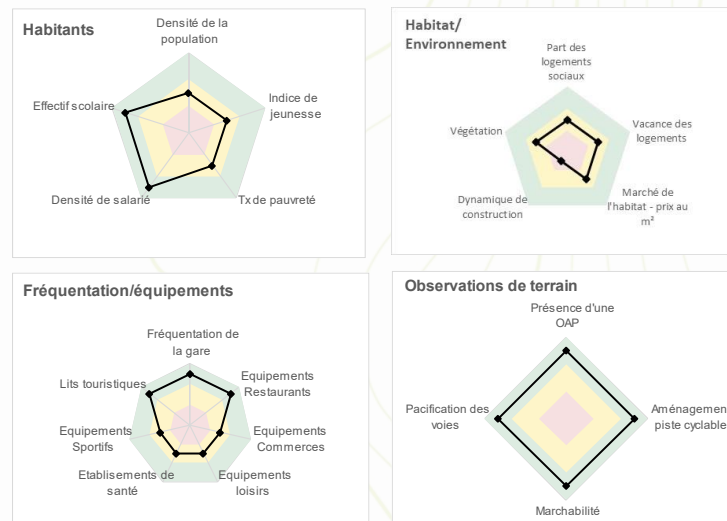 Habitants
Densité de la
population
Effectif scolaire
Indice de
jeunesse
Densité de salarié
Tx de pauvreté
Habitat/
Environnement
Part des
logements
sociaux
Végétation
Vacance des
logements
Dynamique de
construction
Marché de
l'habitat - prix au
m²
Fréquentation/équipements
Fréquentation de
la gare
Lits touristiques
Equipements
Restaurants
Equipements
Sportifs
Equipements
Commerces
Etablisements de
santé
Equipements
loisirs
Observations de terrain
Présence d'une
OAP
Pacification des
voies
Aménagemen
piste cyclable
Marchabilité